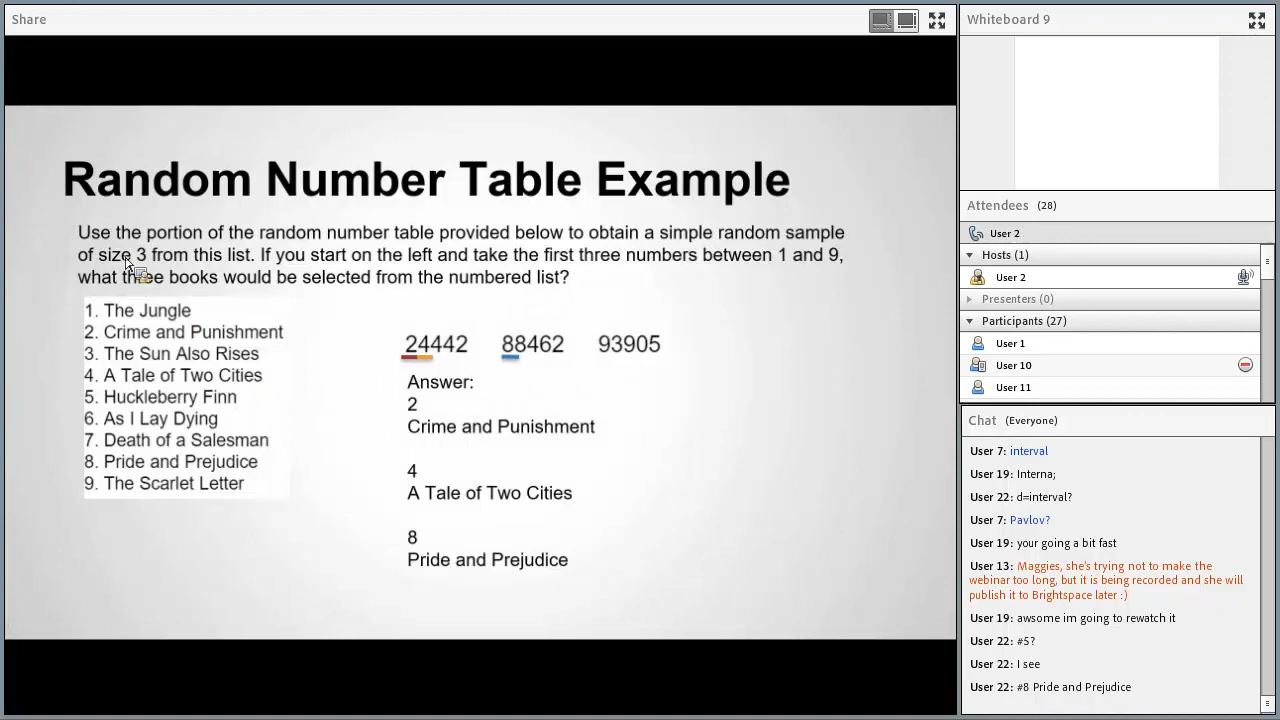 Share
Random Number Table Example
Use the portion of the random number table provided below to obtain a simple random sample
of size 3 from this list. If you start on the left and take the first three numbers between 1 and 9,
what three books would be selected from the numbered list?
1. The Jungle
2. Crime and Punishment
3. The Sun Also Rises
4. A Tale of Two Cities
5. Huckleberry Finn
6. As I Lay Dying
7. Death of a Salesman
8. Pride and Prejudice
9. The Scarlet Letter
24442 88462 93905
Answer:
2
Crime and Punishment
4
A Tale of Two Cities
8
Pride and Prejudice
Whiteboard 9
Attendees (28)
User 2
Hosts (1)
User 2
Presenters (0)
Participants (27)
User 1
User 10
User 11
Chat (Everyone)
User 7: interval
User 19: Interna;
User 22: d=interval?
User 7: Pavlov?
User 19: your going a bit fast
User 13: Maggies, she's trying not to make the
webinar too long, but it is being recorded and she will
publish it to Brightspace later :)
User 19: awsome im going to rewatch it
User 22: #5?
User 22: I see
User 22: #8 Pride and Prejudice